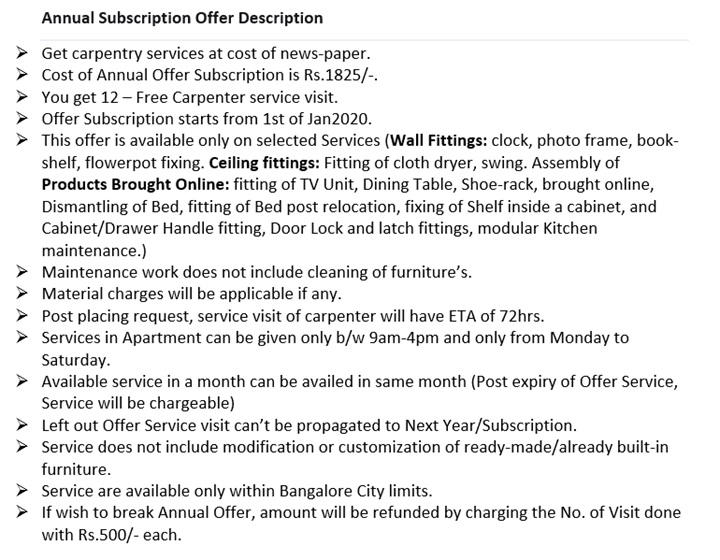 Annual Subscription Offer Description
➢ Get carpentry services at cost of news-paper.
➢ Cost of Annual Offer Subscription is Rs.1825/-.
➢ You get 12 – Free Carpenter service visit.
➢ Offer Subscription starts from 1st of Jan2020.
➢ This offer is available only on selected Services (Wall Fittings: clock, photo frame, book-
shelf, flowerpot fixing. Ceiling fittings: Fitting of cloth dryer, swing. Assembly of
Products Brought Online: fitting of TV Unit, Dining Table, Shoe-rack, brought online,
Dismantling of Bed, fitting of Bed post relocation, fixing of Shelf inside a cabinet, and
Cabinet/Drawer Handle fitting, Door Lock and latch fittings, modular Kitchen
maintenance.)
➢ Maintenance work does not include cleaning of furniture’s.
➢ Material charges will be applicable if any.
➢ Post placing request, service visit of carpenter will have ETA of 72hrs.
➢ Services in Apartment can be given only b/w 9am-4pm and only from Monday to
Saturday.
➢ Available service in a month can be availed in same month (Post expiry of Offer Service,
Service will be chargeable)
➢ Left out Offer Service visit can’t be propagated to Next Year/Subscription.
➢ Service does not include modification or customization of ready-made/already built-in
furniture.
➢ Service are available only within Bangalore City limits.
➢ If wish to break Annual Offer, amount will be refunded by charging the No. of Visit done
with Rs.500/- each.